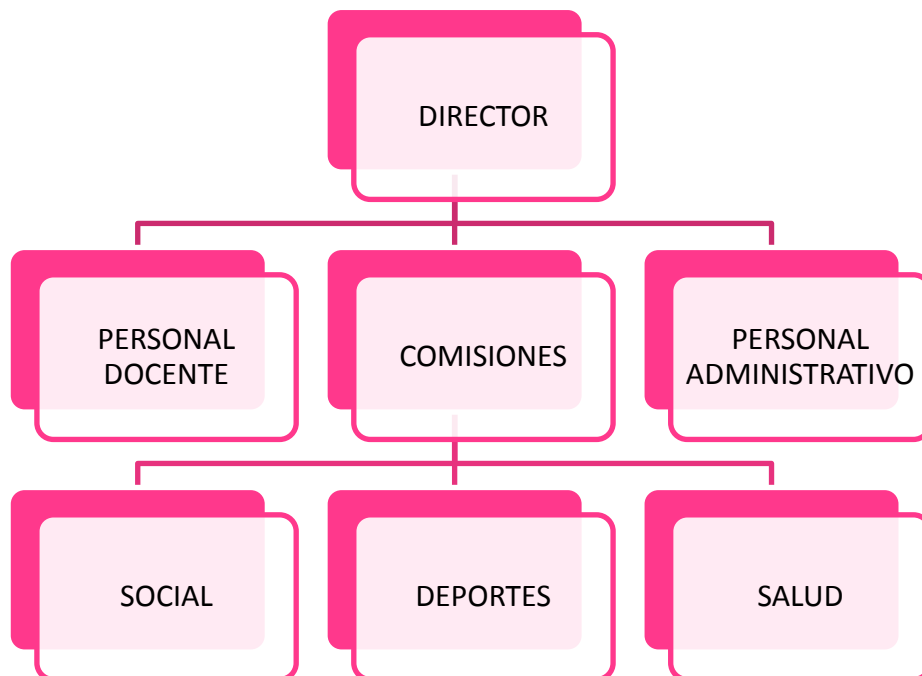 DIRECTOR
PERSONAL
DOCENTE
COMISIONES
PERSONAL
ADMINISTRATIVO
SOCIAL
DEPORTES
SALUD